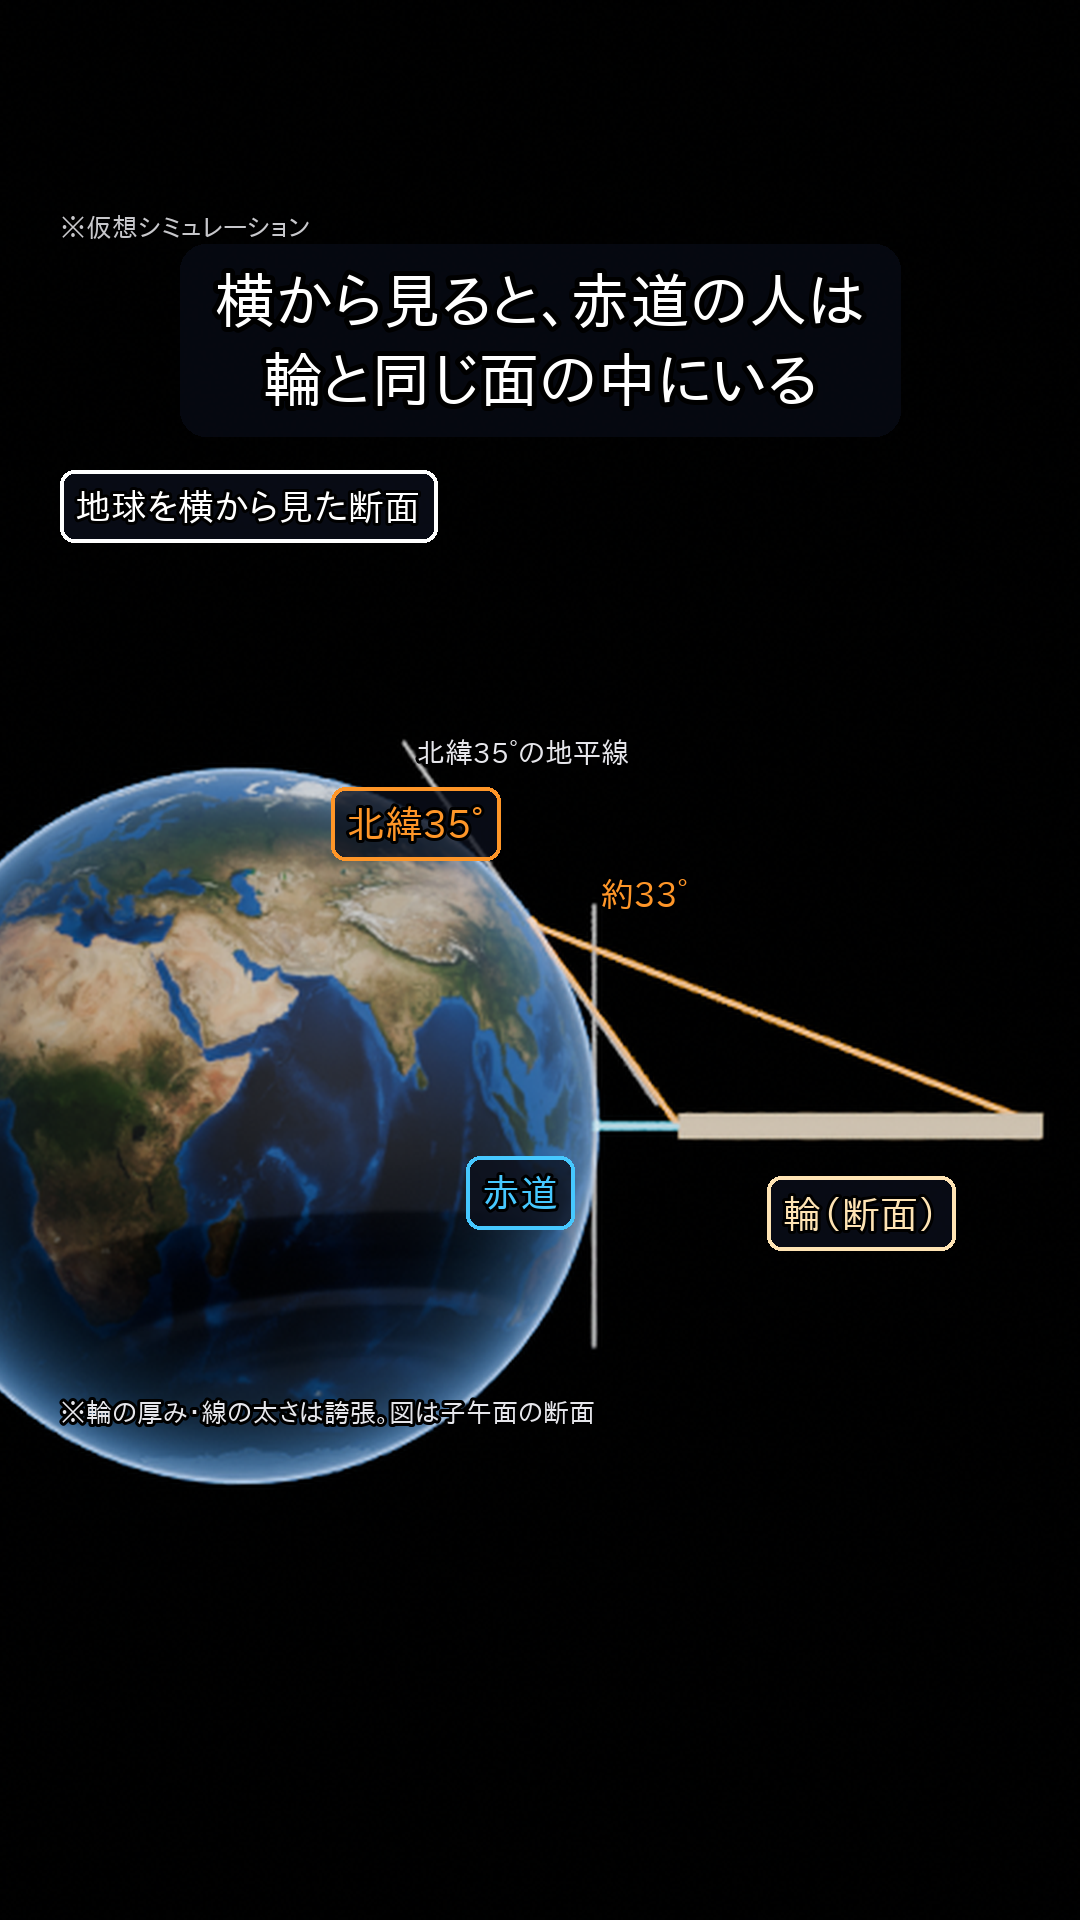 ※仮想シミュレーション
横から見ると、赤道の人は
輪と同じ面の中にいる
地球を横から見た断面
北緯35°の地平線
北緯35°
約33°
赤道
輪(断面)
※輪の厚み・線の太さは誇張。図は子午面の断面